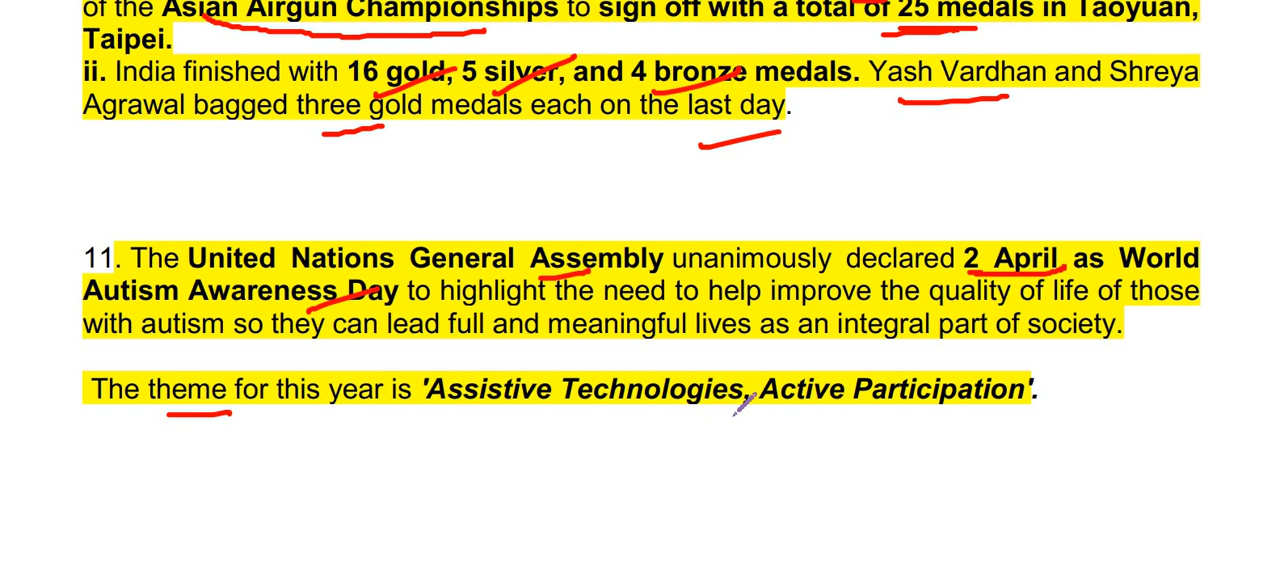 of the Asian Airgun Championships to sign off with a total of 25 medals in Taoyuan,
Taipei.
ii. India finished with 16 gold, 5 silver, and 4 bronze medals. Yash Vardhan and Shreya
Agrawal bagged three gold medals each on the last day.
11. The United Nations General Assembly unanimously declared 2 April as World
Autism Awareness Day to highlight the need to help improve the quality of life of those
with autism so they can lead full and meaningful lives as an integral part of society.
The theme for this year is 'Assistive Technologies, Active Participation'.